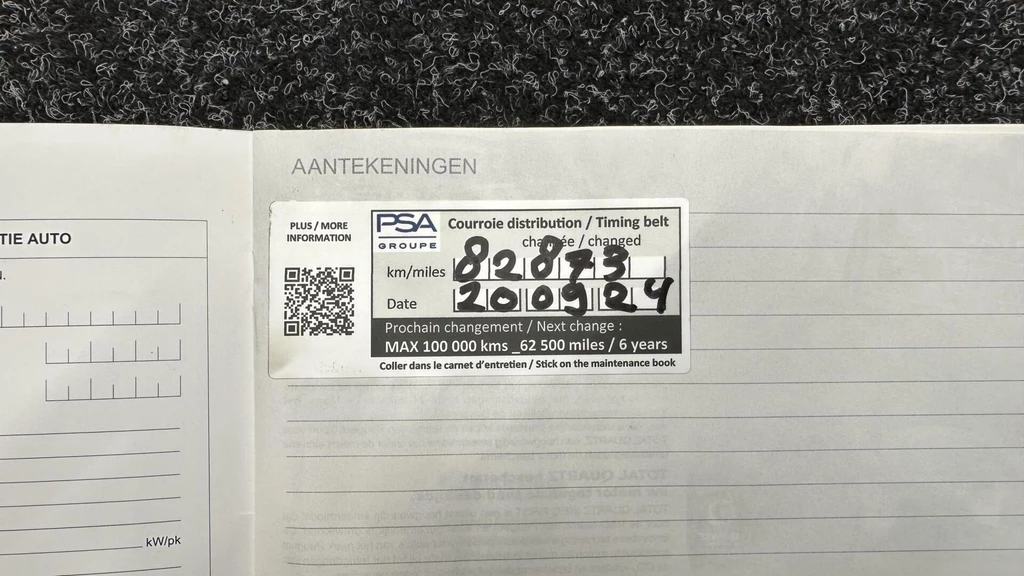 AANTEKENINGEN
TIE AUTO
N.
kW/pk
PLUS / MORE
INFORMATION
PSA
GROUPE
Courroie distribution / Timing belt
changée / changed
km/miles 82873
Date 200924
Prochain changement / Next change :
MAX 100 000 kms _62 500 miles / 6 years
Coller dans le carnet d'entretien / Stick on the maintenance book